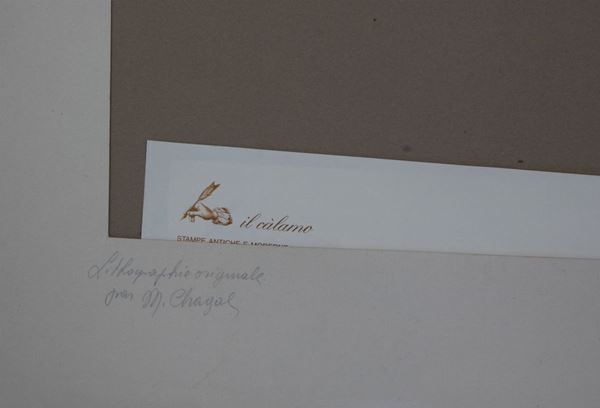 il càlamo
STAMPE ANTICHE E MODERNE
Lithographie originale
par M. Chagal